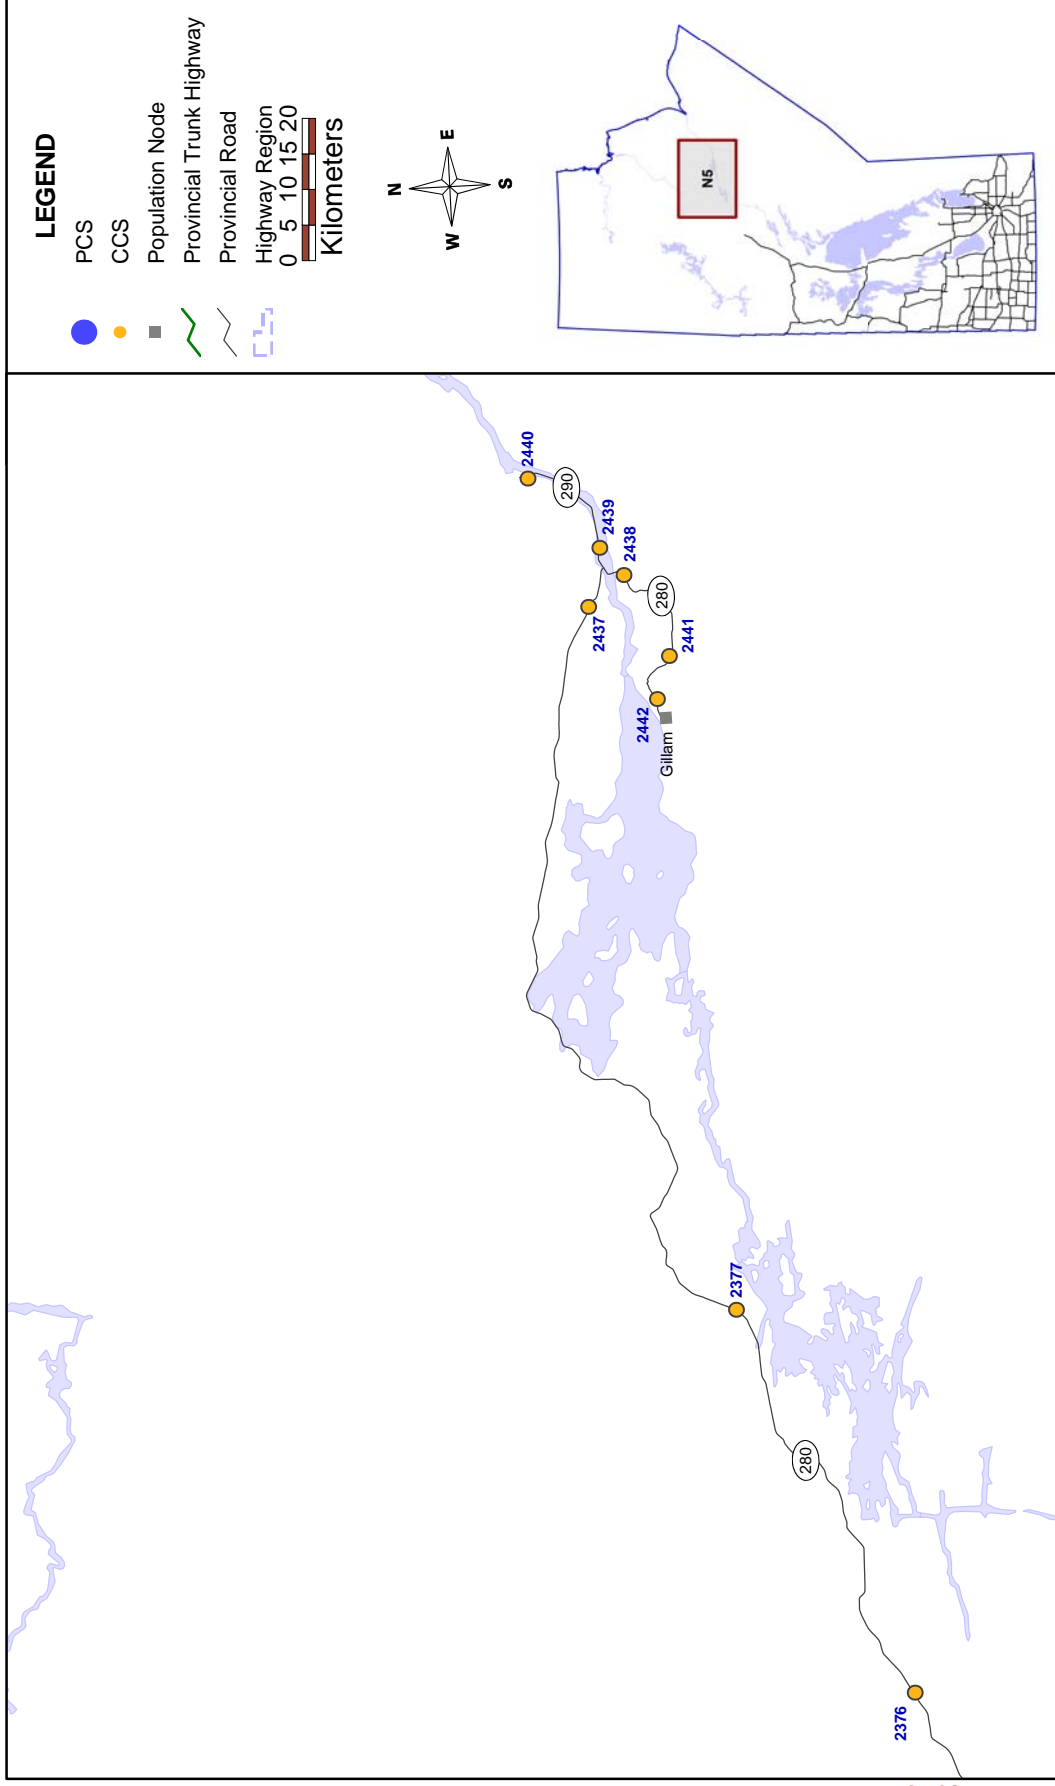 LEGEND
PCS
CCS
Population Node
Provincial Trunk Highway
Provincial Road
Highway Region
0 5 10 15 20
Kilometers
N
W
E
S
N5
2440
290
2439
2438
2437
280
2441
2442
Gillam
2377
280
2376